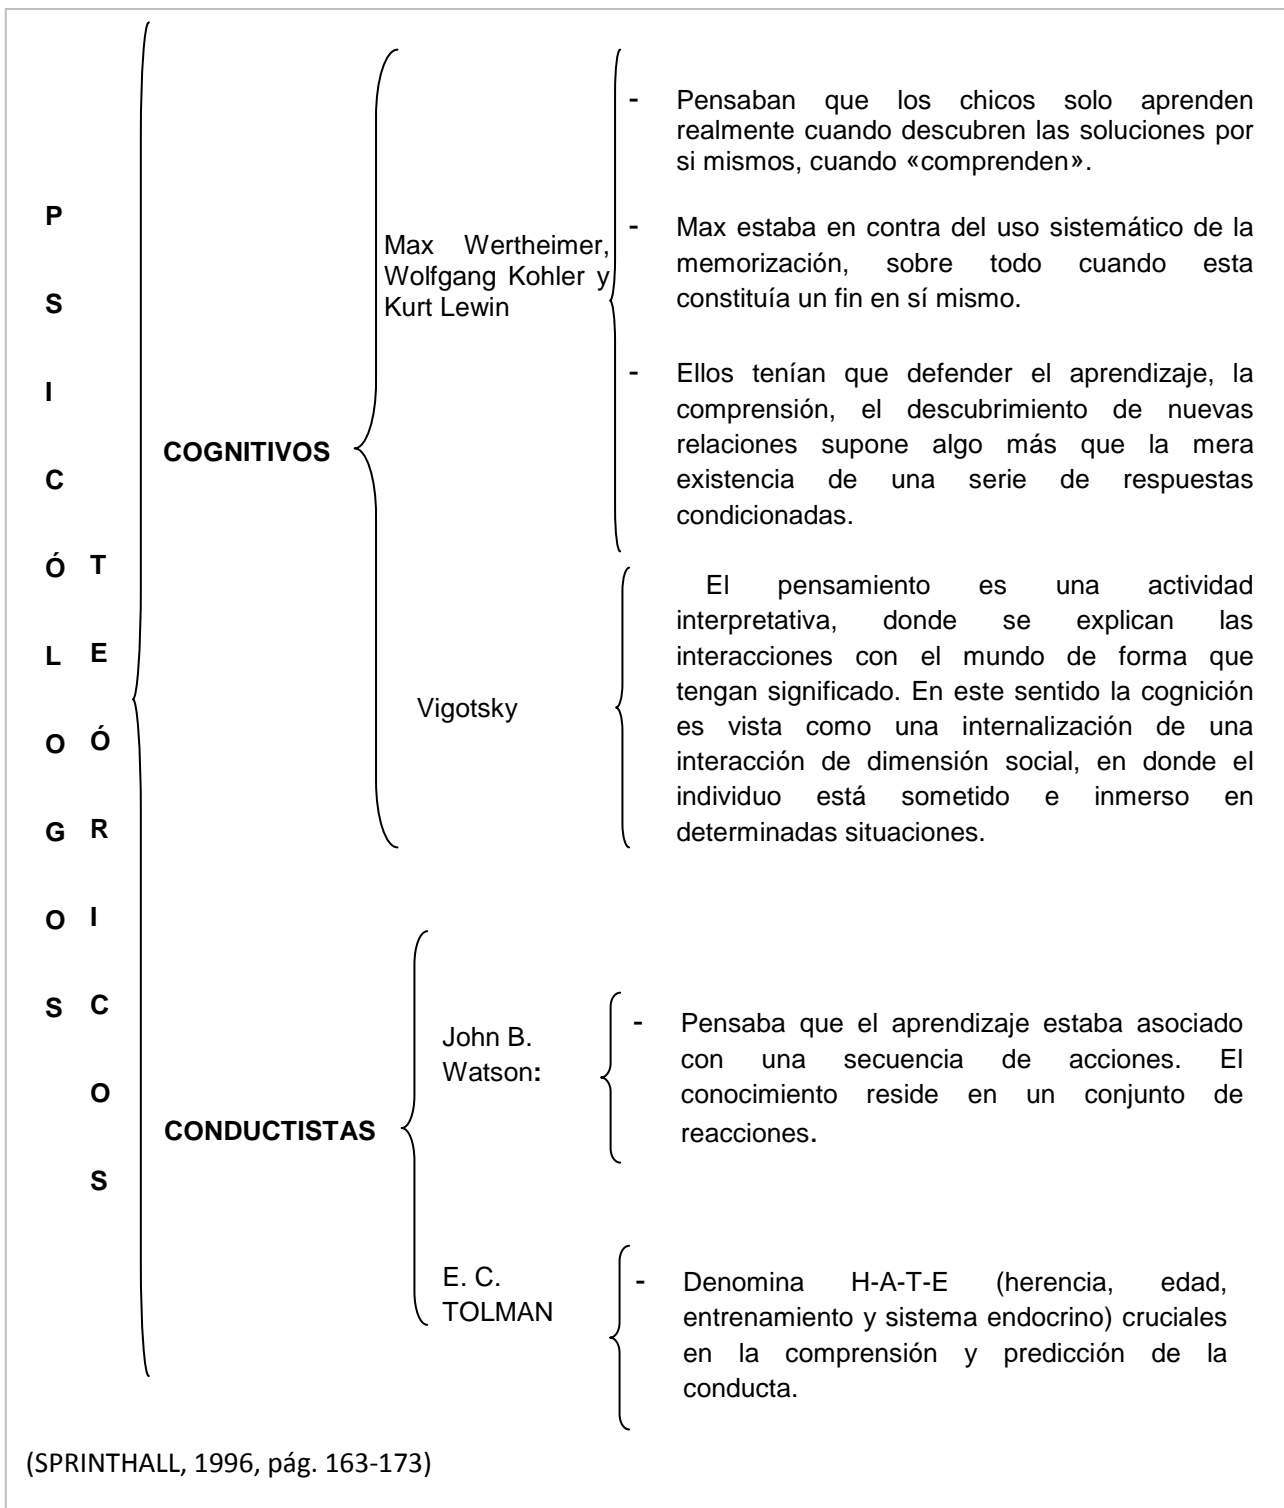 PSICÓLOGOS
TEÓRICOS
COGNITIVOS
Max Wertheimer,
Wolfgang Kohler y
Kurt Lewin
- Pensaban que los chicos solo aprenden
realmente cuando descubren las soluciones por
si mismos, cuando «comprenden».
- Max estaba en contra del uso sistemático de la
memorización, sobre todo cuando esta
constituía un fin en sí mismo.
- Ellos tenían que defender el aprendizaje, la
comprensión, el descubrimiento de nuevas
relaciones supone algo más que la mera
existencia de una serie de respuestas
condicionadas.
Vigotsky
El pensamiento es una actividad
interpretativa, donde se explican las
interacciones con el mundo de forma que
tengan significado. En este sentido la cognición
es vista como una internalización de una
interacción de dimensión social, en donde el
individuo está sometido e inmerso en
determinadas situaciones.
CONDUCTISTAS
John B.
Watson:
- Pensaba que el aprendizaje estaba asociado
con una secuencia de acciones. El
conocimiento reside en un conjunto de
reacciones.
E. C.
TOLMAN
- Denomina H-A-T-E (herencia, edad,
entrenamiento y sistema endocrino) cruciales
en la comprensión y predicción de la
conducta.
(SPRINTHALL, 1996, pág. 163-173)